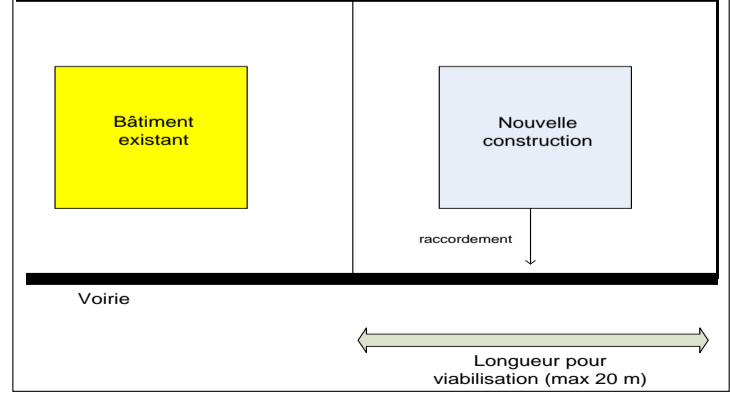 Bâtiment
existant
Nouvelle
construction
raccordement
Voirie
Longueur pour
viabilisation (max 20 m)